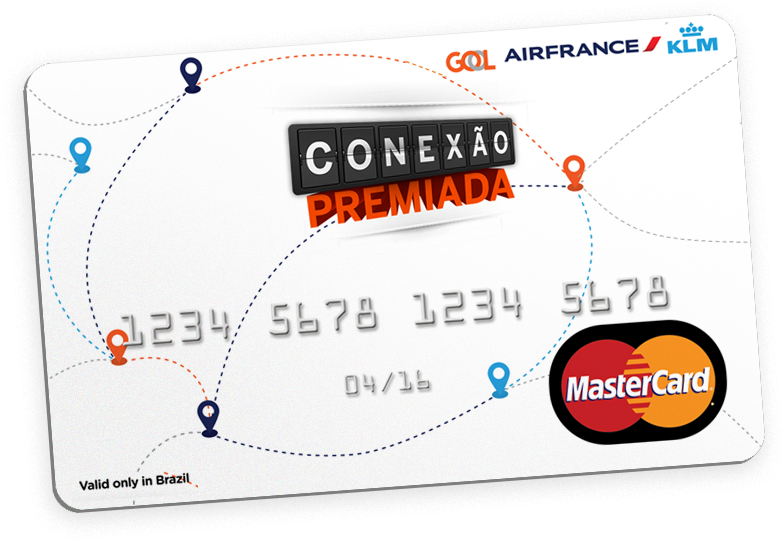 GOL AIRFRANCE KLM
CONEXÃO
PREMIADA
1234 5678 1234 5678
04/16
MasterCard
Valid only in Brazil